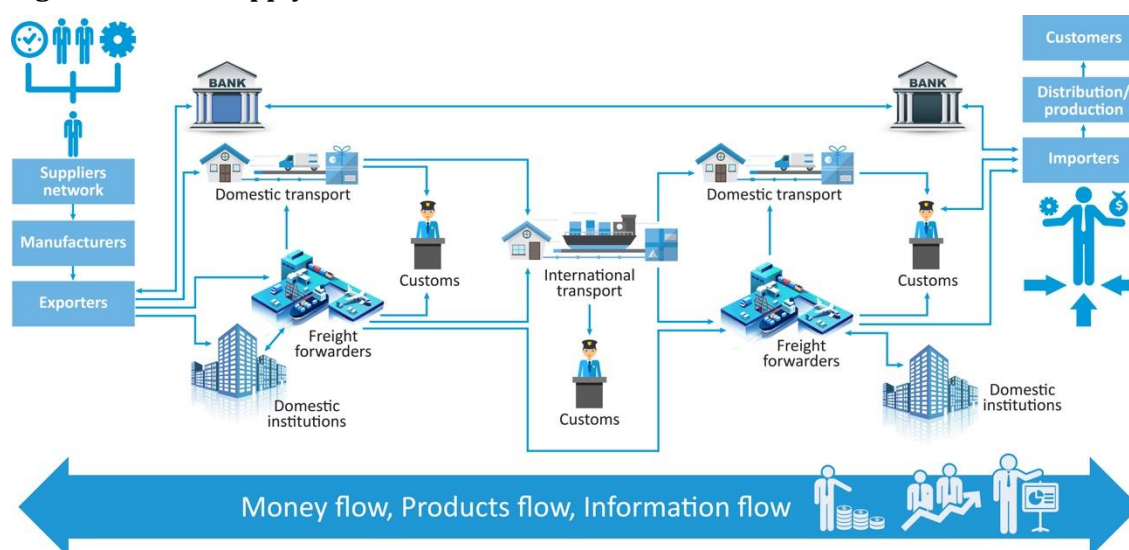 BANK
BANK
Customers
Distribution/
production
Importers
Suppliers
network
Manufacturers
Exporters
Domestic transport
Customs
International
transport
Domestic transport
Customs
Freight
forwarders
Customs
Freight
forwarders
Domestic
institutions
Domestic
institutions
$
Money flow, Products flow, Information flow